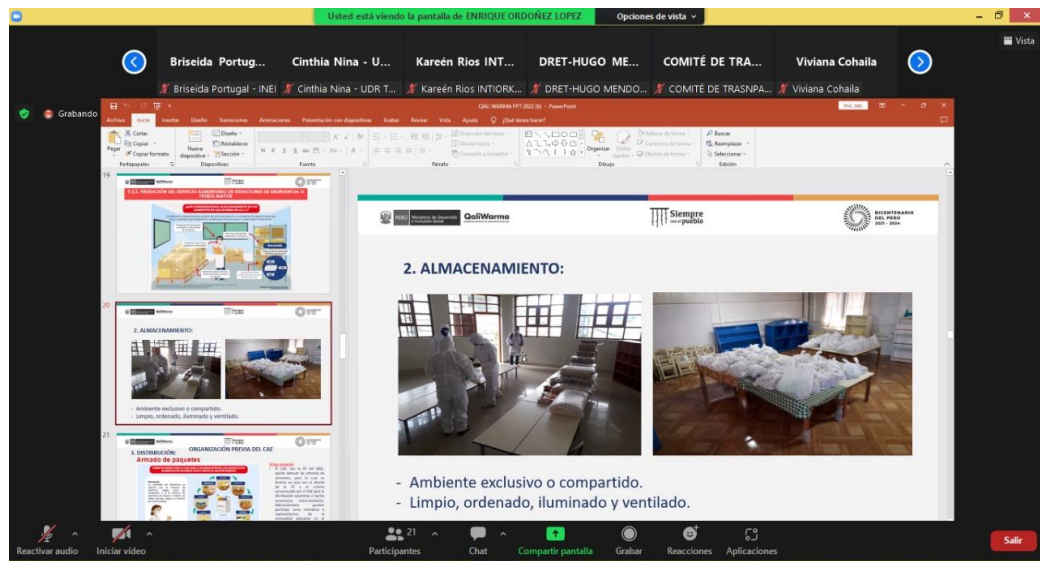 Usted está viendo la pantalla de ENRIQUE ORDOÑEZ LOPEZ
Opciones de vista
Vista
Briseida Portug...
Cinthia Nina - U...
Kareén Rios INT...
DRET-HUGO ME...
COMITÉ DE TRA...
Viviana Cohaila
Briseida Portugal - INEI
Cinthia Nina - UDR T...
Kareén Rios INTIORK...
DRET-HUGO MENDO...
COMITÉ DE TRASNPA...
Viviana Cohaila
Grabando
QALI WARMA PPT 2022 (6) - PowerPoint
Archivo Inicio Insertar Diseño Transiciones Animaciones Presentación con diapositivas Grabar Revisar Vista Ayuda ¿Qué desea hacer?
Pegar
Cortar
Copiar
Copiar formato
Portapapeles
Nueva diapositiva
Diseño
Restablecer
Sección
Diapositivas
Fuente
Párrafo
Organizar
Dibujo
Buscar
Reemplazar
Seleccionar
Edición
19
20
2. ALMACENAMIENTO:
- Ambiente exclusivo o compartido.
- Limpio, ordenado, iluminado y ventilado.
21
3. DISTRIBUCIÓN:
ORGANIZACIÓN PREVIA DEL CAE
Armado de paquetes
PERÚ
Ministerio de Desarrollo e Inclusión Social
QaliWarma
Siempre
con el pueblo
BICENTENARIO
DEL PERÚ
2021 - 2024
2. ALMACENAMIENTO:
- Ambiente exclusivo o compartido.
- Limpio, ordenado, iluminado y ventilado.
Reactivar audio
Iniciar video
Participantes
21
Chat
Compartir pantalla
Grabar
Reacciones
Aplicaciones
Salir